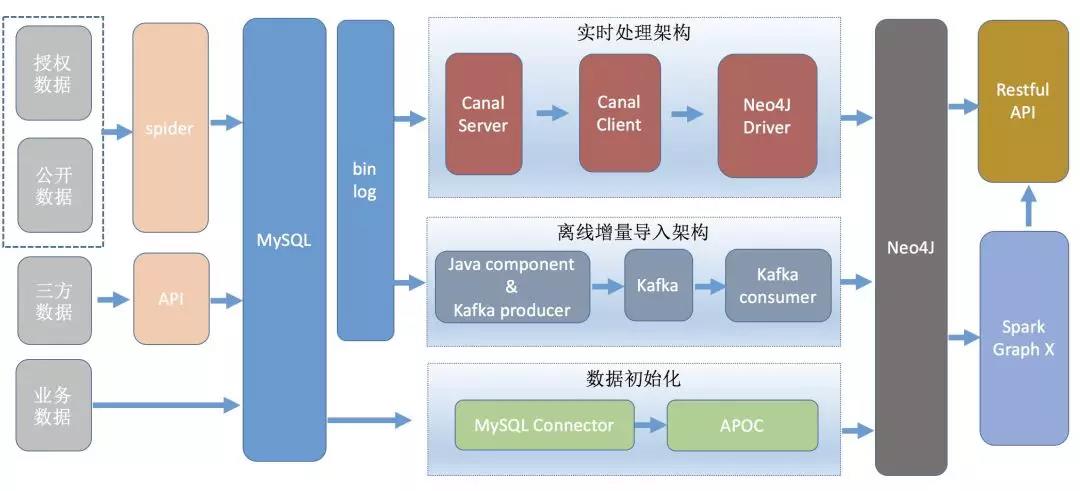 授权
数据
公开
数据
三方
数据
业务
数据
spider
API
MySQL
bin
log
实时处理架构
Canal
Server
Canal
Client
Neo4J
Driver
离线增量导入架构
Java component
&
Kafka producer
Kafka
Kafka
consumer
数据初始化
MySQL Connector
APOC
Neo4J
Restful
API
Spark
Graph X